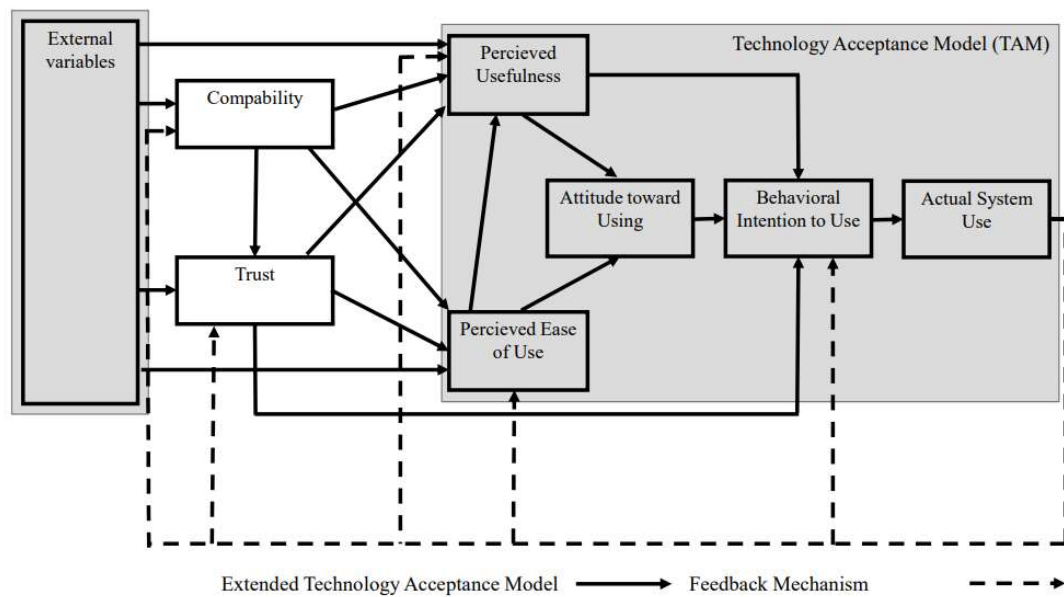 External
variables
Technology Acceptance Model (TAM)
Percieved
Usefulness
Compability
Attitude toward
Using
Behavioral
Intention to Use
Actual System
Use
Trust
Percieved Ease
of Use
Extended Technology Acceptance Model
Feedback Mechanism